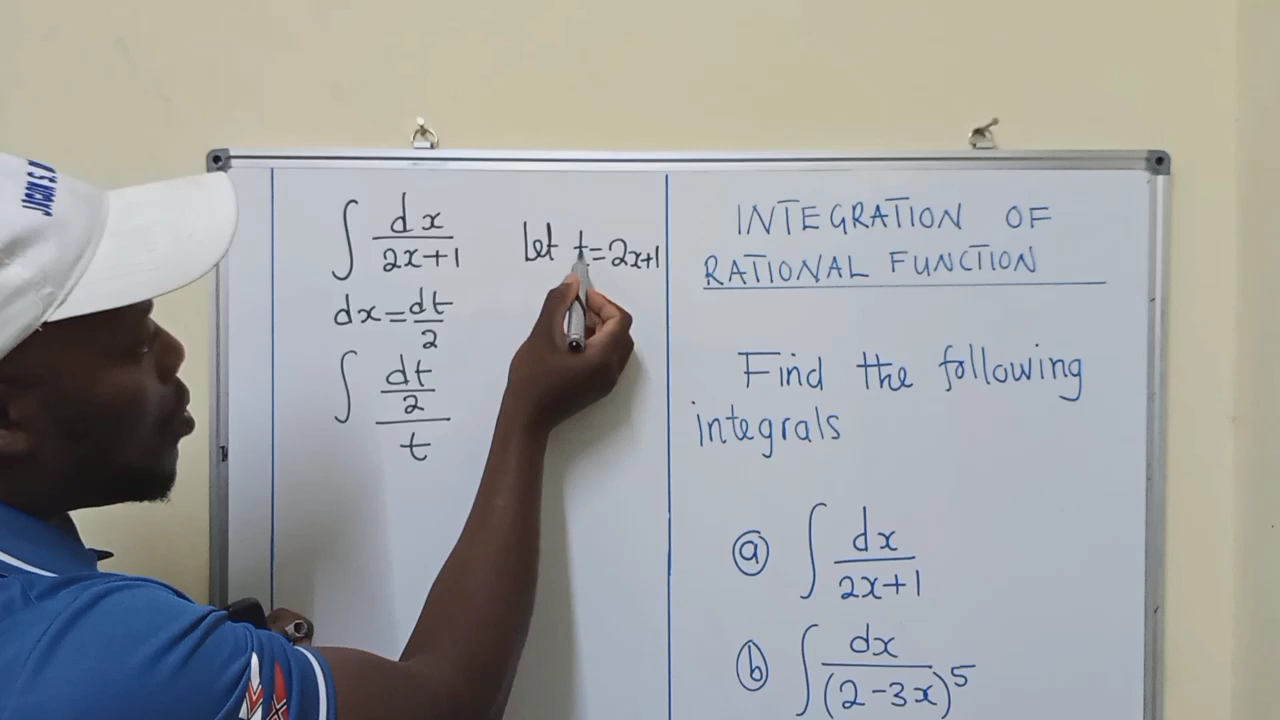 JASON S. N
∫ dx/(2x+1) Let t=2x+1
dx=dt/2
∫ (dt/2)/t
INTEGRATION OF
RATIONAL FUNCTION
Find the following
integrals
ⓐ ∫ dx/(2x+1)
ⓑ ∫ dx/(2-3x)^5